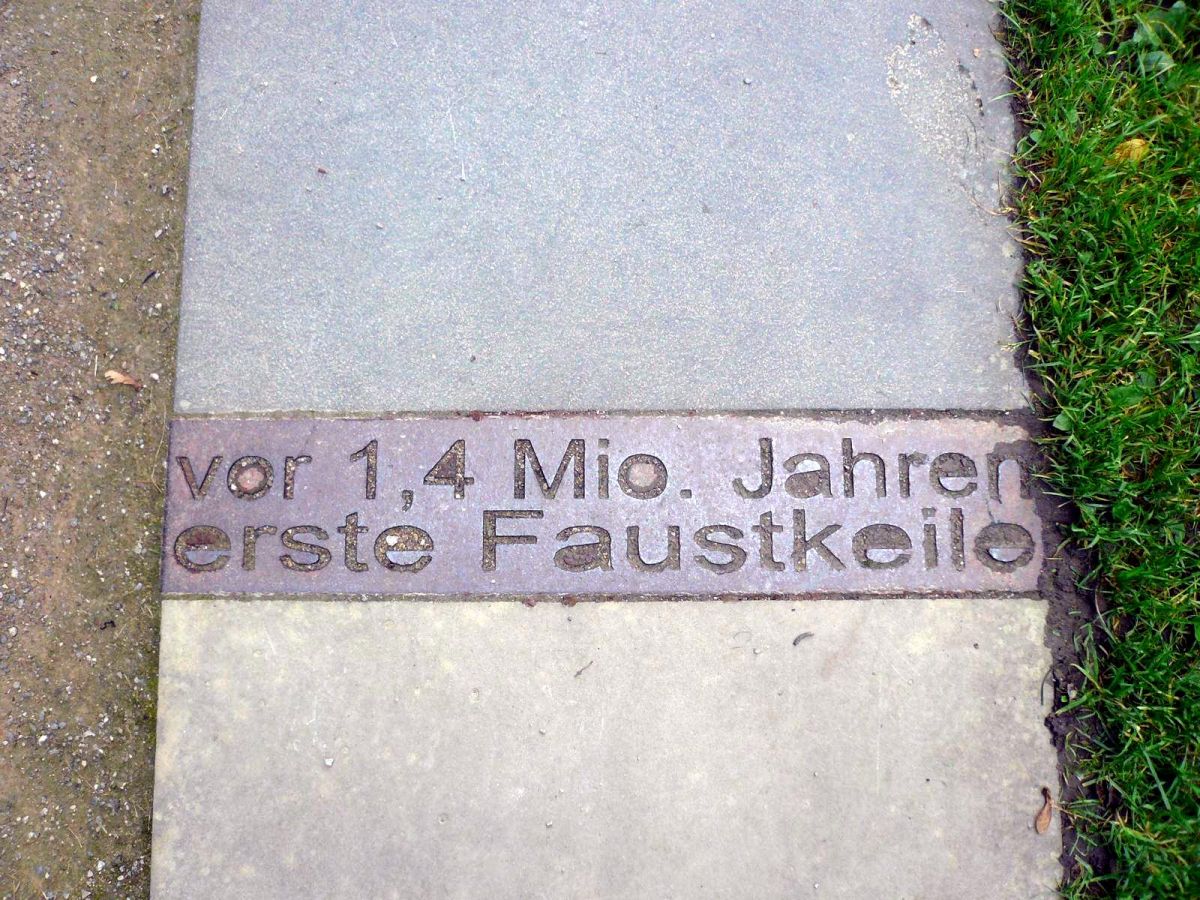 vor 1,4 Mio. Jahren
erste Faustkeile